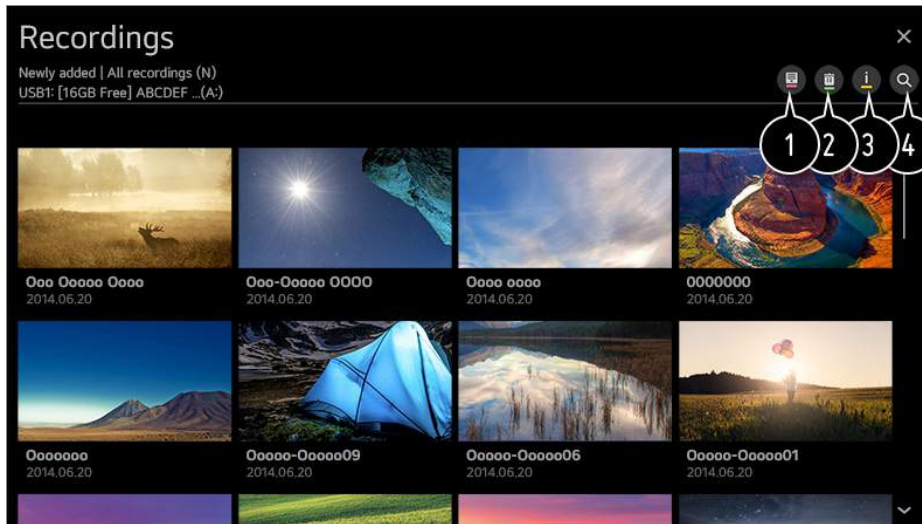 Recordings
Newly added | All recordings (N)
USB1: [16GB Free] ABCDEF ...(A:)
1 2 3 4
Ooo Ooooo Oooo
2014.06.20
Ooo-Ooooo OOOO
2014.06.20
Oooo oooo
2014.06.20
OOOOOOO
2014.06.20
Ooooooo
2014.06.20
Ooooo-Ooooo09
2014.06.20
Ooooo-Ooooo06
2014.06.20
Ooooo-Ooooo01
2014.06.20